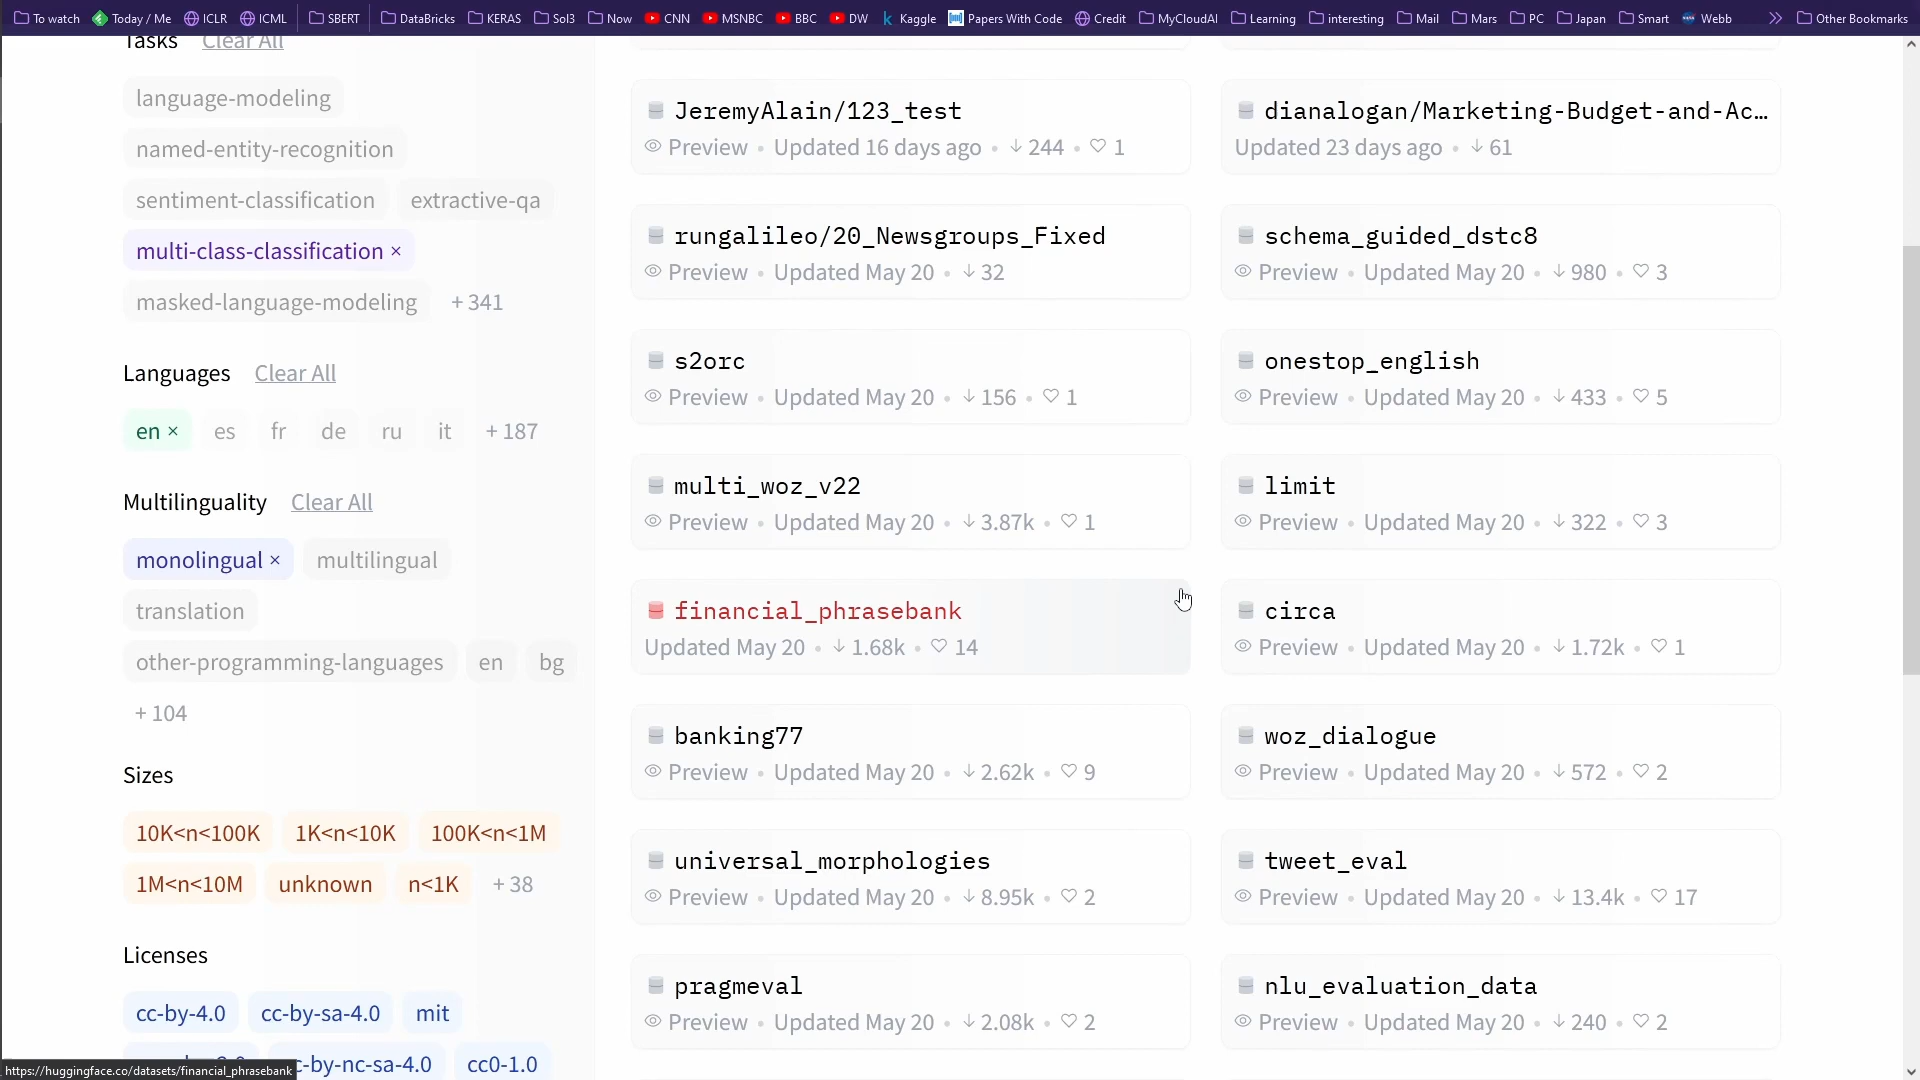 To watch Today / Me ICLR ICML SBERT DataBricks KERAS Sol3 Now CNN MSNBC BBC DW Kaggle Papers With Code Credit MyCloudAI Learning interesting Mail Mars PC Japan Smart Webb Other Bookmarks
Tasks Clear All
language-modeling
named-entity-recognition
sentiment-classification extractive-qa
multi-class-classification ×
masked-language-modeling + 341
Languages Clear All
en × es fr de ru it + 187
Multilinguality Clear All
monolingual × multilingual
translation
other-programming-languages en bg
+ 104
Sizes
10K<n<100K 1K<n<10K 100K<n<1M
1M<n<10M unknown n<1K + 38
Licenses
cc-by-4.0 cc-by-sa-4.0 mit
c-by-nc-sa-4.0 cc0-1.0
https://huggingface.co/datasets/financial_phrasebank
JeremyAlain/123_test
Preview • Updated 16 days ago • ↓ 244 • ♡ 1
dianalogan/Marketing-Budget-and-Ac…
Updated 23 days ago • ↓ 61
rungalileo/20_Newsgroups_Fixed
Preview • Updated May 20 • ↓ 32
schema_guided_dstc8
Preview • Updated May 20 • ↓ 980 • ♡ 3
s2orc
Preview • Updated May 20 • ↓ 156 • ♡ 1
onestop_english
Preview • Updated May 20 • ↓ 433 • ♡ 5
multi_woz_v22
Preview • Updated May 20 • ↓ 3.87k • ♡ 1
limit
Preview • Updated May 20 • ↓ 322 • ♡ 3
financial_phrasebank
Updated May 20 • ↓ 1.68k • ♡ 14
circa
Preview • Updated May 20 • ↓ 1.72k • ♡ 1
banking77
Preview • Updated May 20 • ↓ 2.62k • ♡ 9
woz_dialogue
Preview • Updated May 20 • ↓ 572 • ♡ 2
universal_morphologies
Preview • Updated May 20 • ↓ 8.95k • ♡ 2
tweet_eval
Preview • Updated May 20 • ↓ 13.4k • ♡ 17
pragmeval
Preview • Updated May 20 • ↓ 2.08k • ♡ 2
nlu_evaluation_data
Preview • Updated May 20 • ↓ 240 • ♡ 2